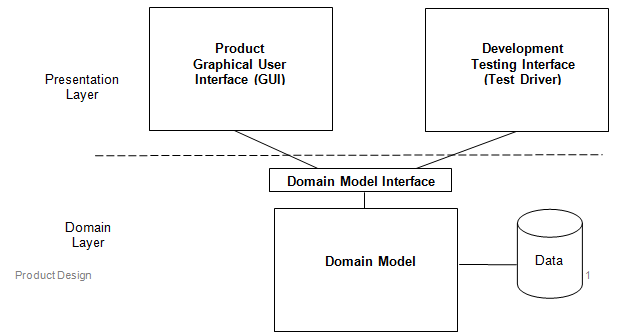 Product
Graphical User
Interface (GUI)
Development
Testing Interface
(Test Driver)
Presentation
Layer
Domain Model Interface
Domain
Layer
Domain Model
Data
Product Design
1